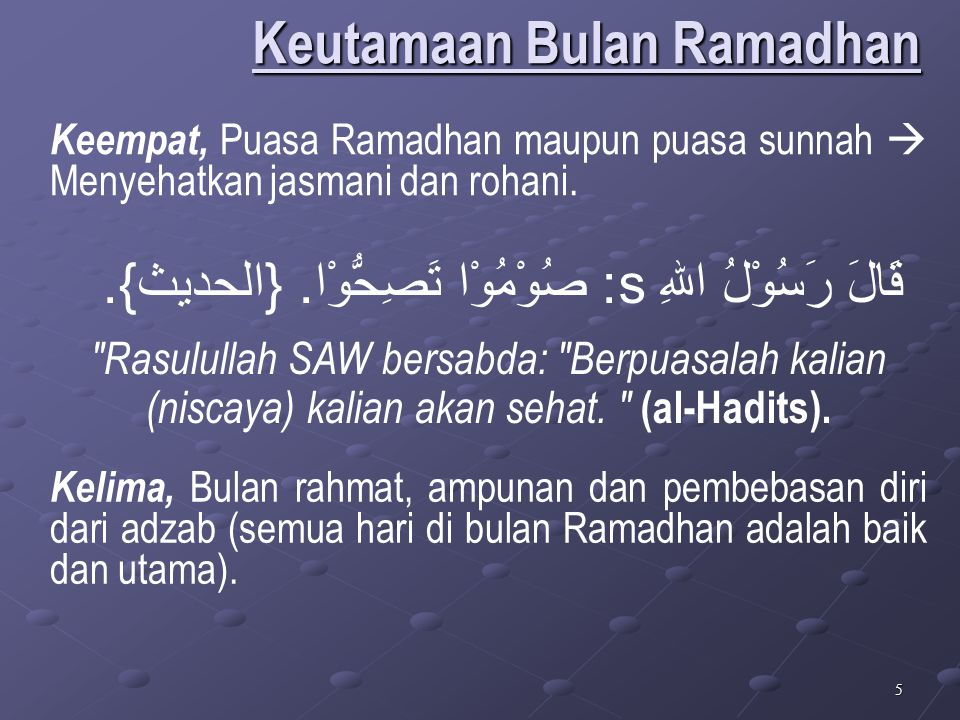 Keutamaan Bulan Ramadhan
Keempat, Puasa Ramadhan maupun puasa sunnah →
Menyehatkan jasmani dan rohani.
قَالَ رَسُوْلُ اللهِ s: صُوْمُوْا تَصِحُّوْا. {الحديث}.
"Rasulullah SAW bersabda: "Berpuasalah kalian
(niscaya) kalian akan sehat. " (al-Hadits).
Kelima, Bulan rahmat, ampunan dan pembebasan diri
dari adzab (semua hari di bulan Ramadhan adalah baik
dan utama).
5